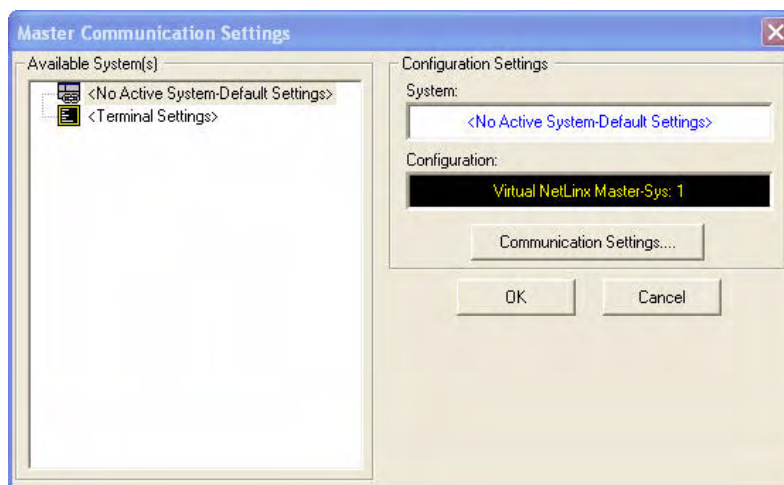 Master Communication Settings
Available System(s)
<No Active System-Default Settings>
<Terminal Settings>
Configuration Settings
System:
<No Active System-Default Settings>
Configuration:
Virtual NetLinx Master-Sys: 1
Communication Settings....
OK
Cancel